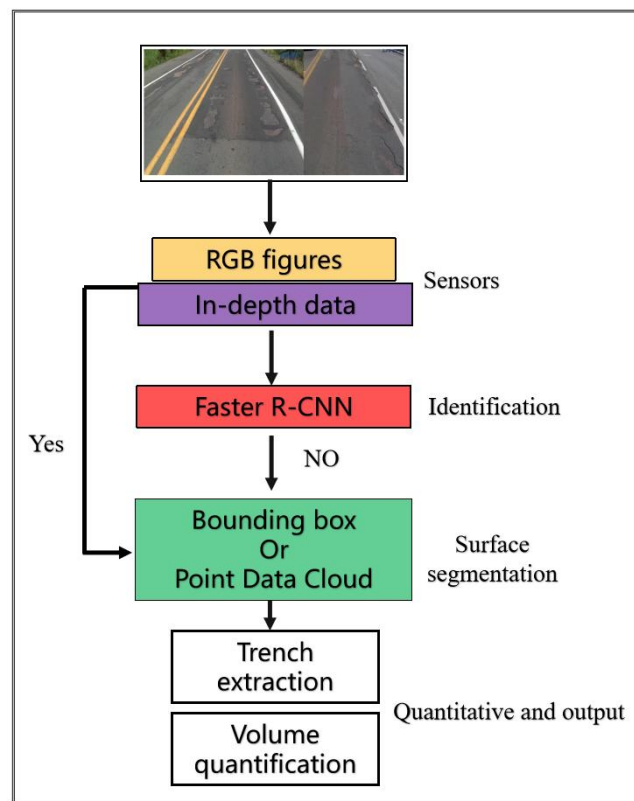 RGB figures
In-depth data
Sensors
Faster R-CNN
Identification
Yes
NO
Bounding box
Or
Point Data Cloud
Surface
segmentation
Trench
extraction
Quantitative and output
Volume
quantification